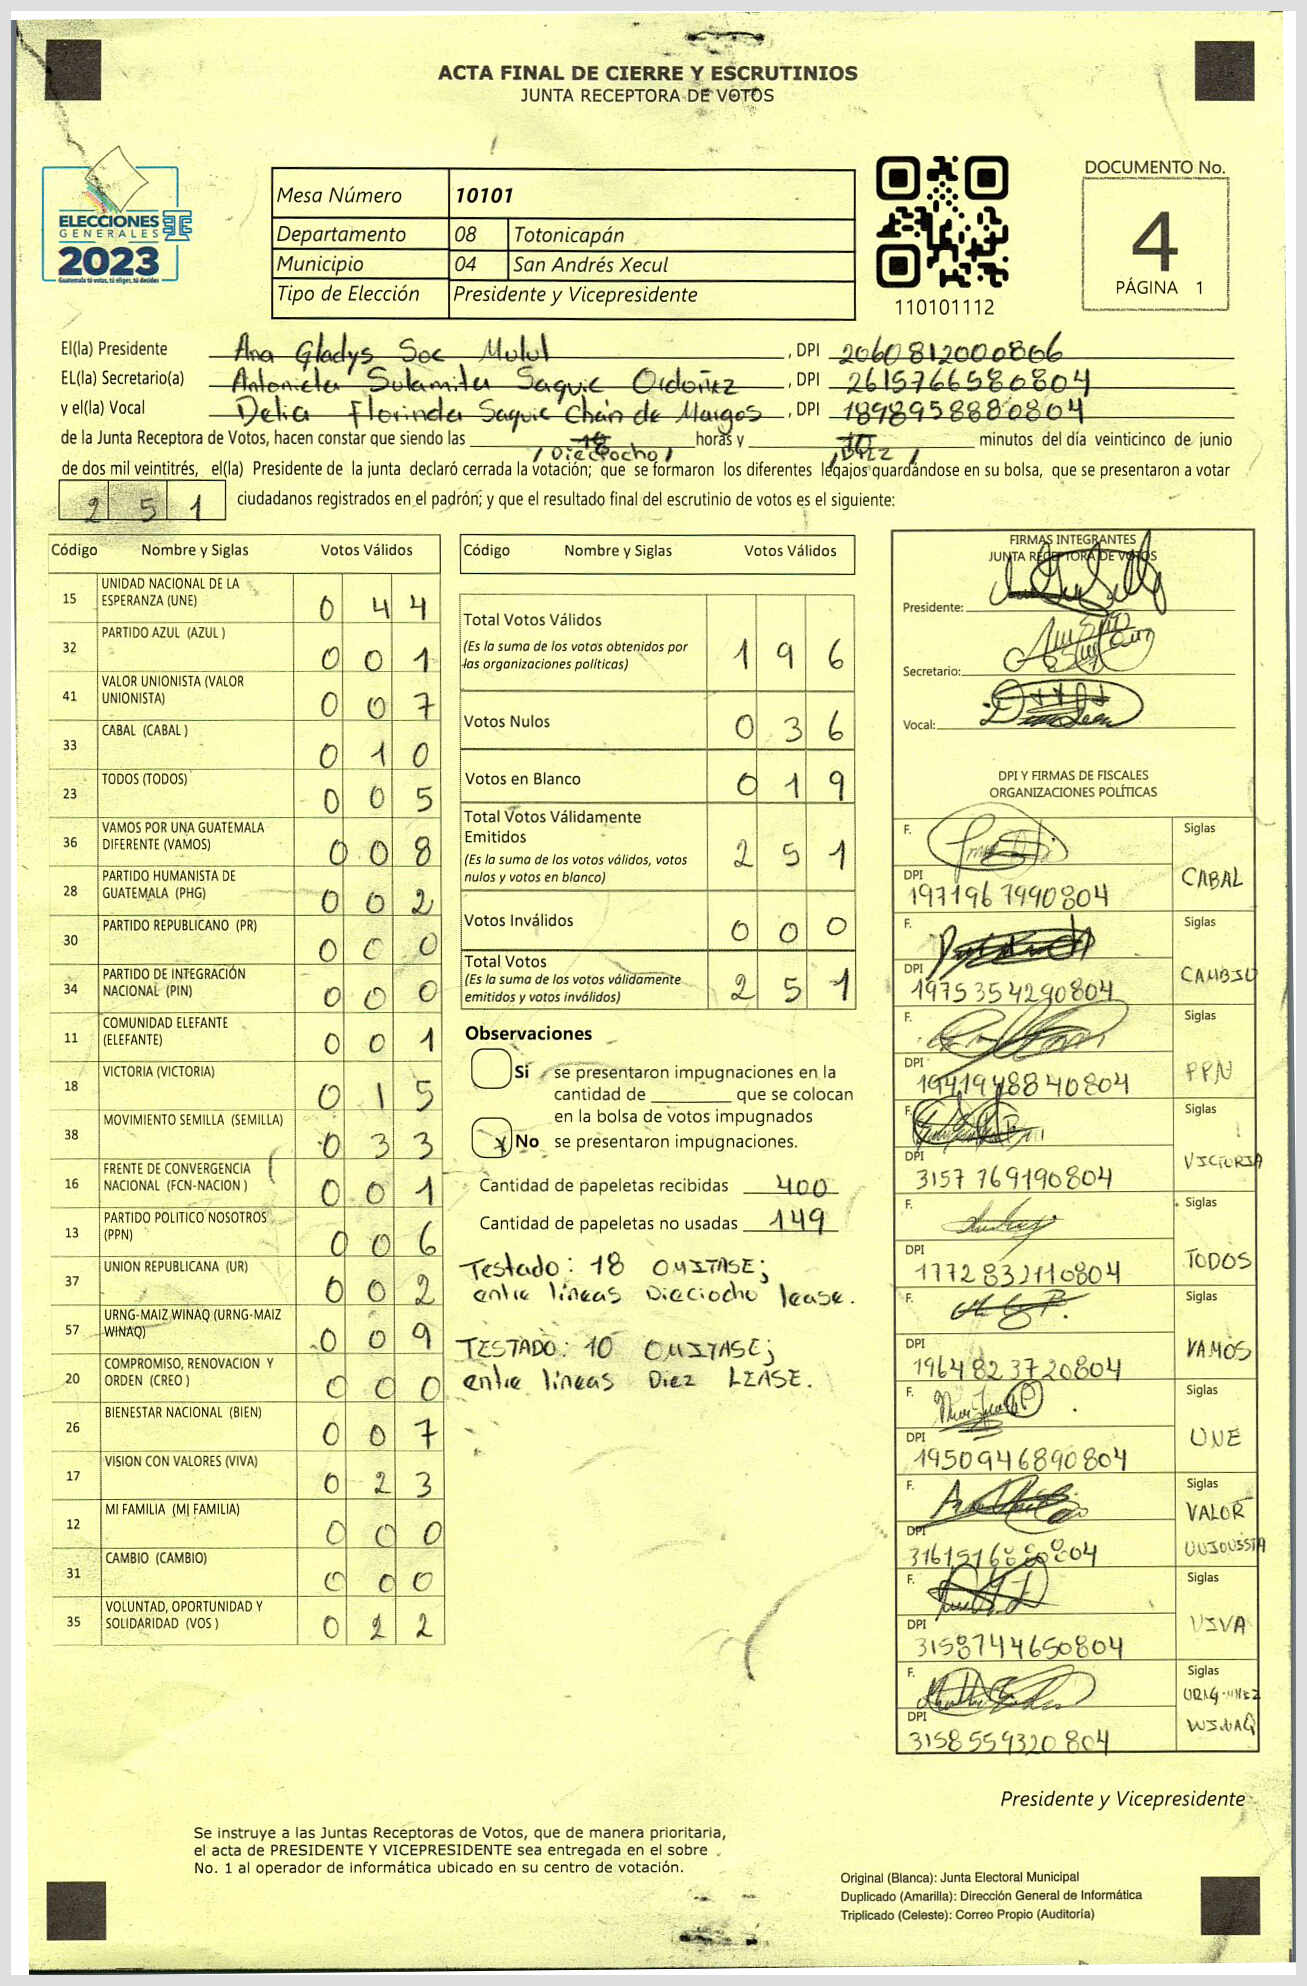 ACTA FINAL DE CIERRE Y ESCRUTINIOS
JUNTA RECEPTORA DE VOTOS
ELECCIONES
GENERALES
2023
Guatemala tú votas, tú eliges, tú decides
Mesa Número 10101
Departamento 08 Totonicapán
Municipio 04 San Andrés Xecul
Tipo de Elección Presidente y Vicepresidente
110101112
DOCUMENTO No.
4
PÁGINA 1
El(la) Presidente Ana Gladys Soc Mulul , DPI 2060812000806
EL(la) Secretario(a) Antonieta Sulamita Saquic Ordoñez , DPI 2615766580804
y el(la) Vocal Delia Florinda Saquic Chán de Margos , DPI 1898958880804
de la Junta Receptora de Votos, hacen constar que siendo las 18 horas y 10 minutos del día veinticinco de junio
/ Dieciocho / / Diez /
de dos mil veintitrés, el(la) Presidente de la junta declaró cerrada la votación; que se formaron los diferentes legajos guardándose en su bolsa, que se presentaron a votar
2 5 1 ciudadanos registrados en el padrón; y que el resultado final del escrutinio de votos es el siguiente:
Código Nombre y Siglas Votos Válidos
15 UNIDAD NACIONAL DE LA
ESPERANZA (UNE) 0 4 4
32 PARTIDO AZUL (AZUL ) 0 0 1
41 VALOR UNIONISTA (VALOR
UNIONISTA) 0 0 7
33 CABAL (CABAL ) 0 1 0
23 TODOS (TODOS) 0 0 5
36 VAMOS POR UNA GUATEMALA
DIFERENTE (VAMOS) 0 0 8
28 PARTIDO HUMANISTA DE
GUATEMALA (PHG) 0 0 2
30 PARTIDO REPUBLICANO (PR) 0 0 0
34 PARTIDO DE INTEGRACIÓN
NACIONAL (PIN) 0 0 0
11 COMUNIDAD ELEFANTE
(ELEFANTE) 0 0 1
18 VICTORIA (VICTORIA) 0 1 5
38 MOVIMIENTO SEMILLA (SEMILLA) 0 3 3
16 FRENTE DE CONVERGENCIA
NACIONAL (FCN-NACION ) 0 0 1
13 PARTIDO POLITICO NOSOTROS
(PPN) 0 0 6
37 UNION REPUBLICANA (UR) 0 0 2
57 URNG-MAIZ WINAQ (URNG-MAIZ
WINAQ) 0 0 9
20 COMPROMISO, RENOVACION Y
ORDEN (CREO ) 0 0 0
26 BIENESTAR NACIONAL (BIEN) 0 0 7
17 VISION CON VALORES (VIVA) 0 2 3
12 MI FAMILIA (MI FAMILIA) 0 0 0
31 CAMBIO (CAMBIO) 0 0 0
35 VOLUNTAD, OPORTUNIDAD Y
SOLIDARIDAD (VOS ) 0 2 2
Código Nombre y Siglas Votos Válidos
Total Votos Válidos
(Es la suma de los votos obtenidos por
las organizaciones políticas) 1 9 6
Votos Nulos 0 3 6
Votos en Blanco 0 1 9
Total Votos Válidamente
Emitidos
(Es la suma de los votos válidos, votos
nulos y votos en blanco) 2 5 1
Votos Inválidos 0 0 0
Total Votos
(Es la suma de los votos válidamente
emitidos y votos inválidos) 2 5 1
Observaciones
Si se presentaron impugnaciones en la
cantidad de ________ que se colocan
en la bolsa de votos impugnados
x No se presentaron impugnaciones.
Cantidad de papeletas recibidas 400
Cantidad de papeletas no usadas 149
Testado: 18 OMITASE;
entre líneas Dieciocho lease.
TESTADO: 10 OMITASE;
entre líneas Diez LEASE.
FIRMAS INTEGRANTES
JUNTA RECEPTORA DE VOTOS
Presidente:
Secretario:
Vocal:
DPI Y FIRMAS DE FISCALES
ORGANIZACIONES POLÍTICAS
F. Siglas
CABAL
DPI
1971967990804
F. Siglas
CAMBIO
DPI
1975354290804
F. Siglas
PPN
DPI
1941948840804
F. Siglas
VICTORIA
DPI
3157769190804
F. Siglas
TODOS
DPI
1772832110804
F. Siglas
VAMOS
DPI
1964823720804
F. Siglas
UNE
DPI
1950946890804
F. Siglas
VALOR
UNIONISTA
DPI
F. Siglas
VIVA
DPI
3158744650804
F. Siglas
WINAQ
DPI
3158559320804
Presidente y Vicepresidente
Se instruye a las Juntas Receptoras de Votos, que de manera prioritaria,
el acta de PRESIDENTE Y VICEPRESIDENTE sea entregada en el sobre
No. 1 al operador de informática ubicado en su centro de votación.
Original (Blanca): Junta Electoral Municipal
Duplicado (Amarilla): Dirección General de Informática
Triplicado (Celeste): Correo Propio (Auditoría)